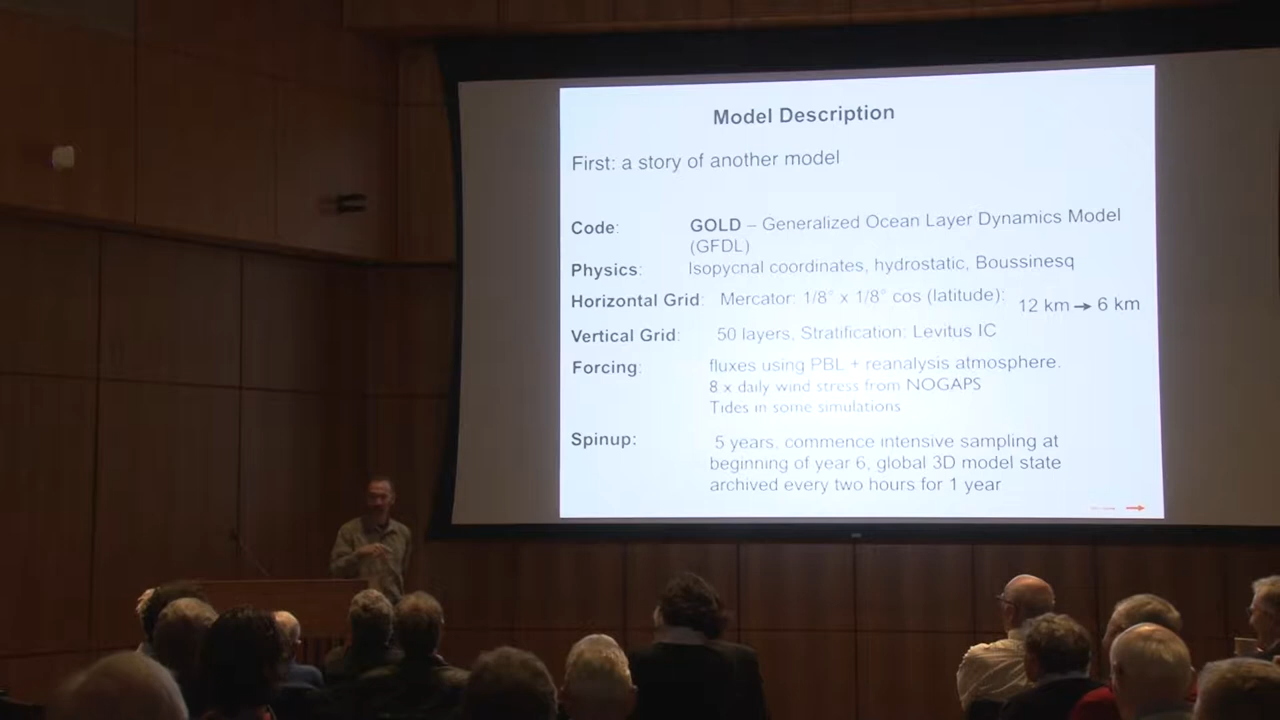 Model Description
First: a story of another model
Code: GOLD – Generalized Ocean Layer Dynamics Model
(GFDL)
Physics: Isopycnal coordinates, hydrostatic, Boussinesq
Horizontal Grid: Mercator: 1/8° x 1/8° cos (latitude): 12 km → 6 km
Vertical Grid: 50 layers, Stratification: Levitus IC
Forcing: fluxes using PBL + reanalysis atmosphere.
8 x daily wind stress from NOGAPS
Tides in some simulations
Spinup: 5 years, commence intensive sampling at
beginning of year 6, global 3D model state
archived every two hours for 1 year